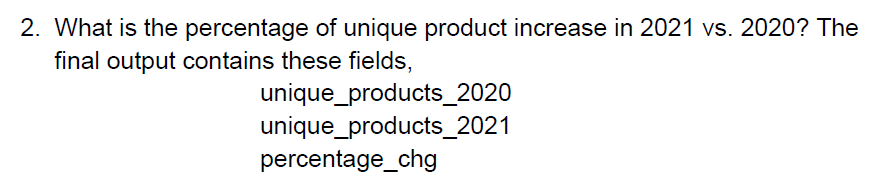 2. What is the percentage of unique product increase in 2021 vs. 2020? The
final output contains these fields,
unique_products_2020
unique_products_2021
percentage_chg